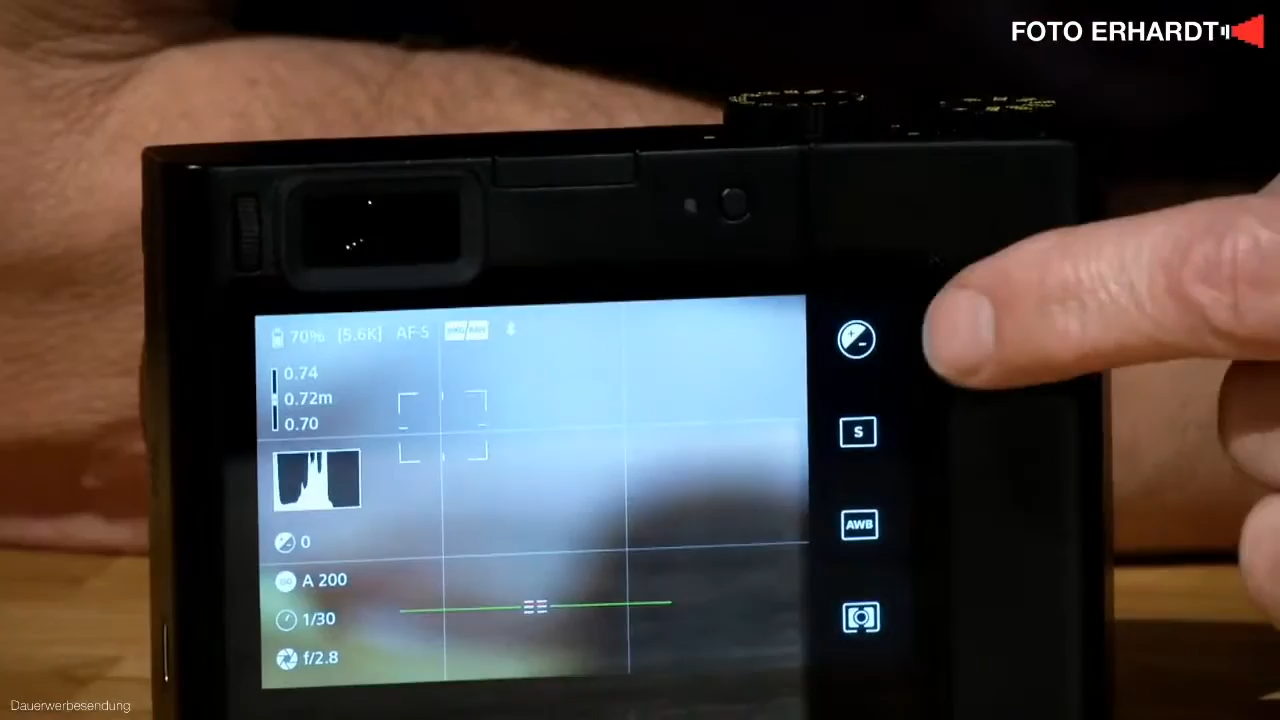 FOTO ERHARDT
70% [5.6K] AF-S
0.74
0.72m
0.70
0
ISO A 200
1/30
f/2.8
+ -
S
AWB
Dauerwerbesendung